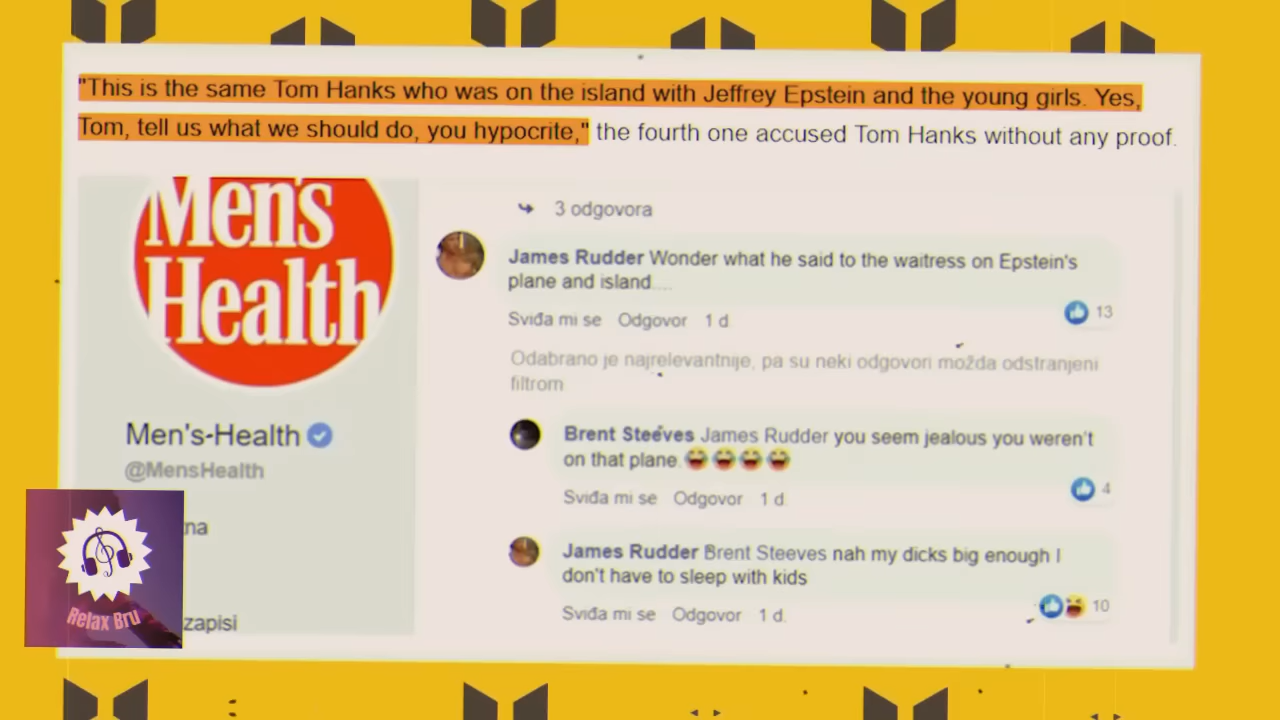 "This is the same Tom Hanks who was on the island with Jeffrey Epstein and the young girls. Yes,
Tom, tell us what we should do, you hypocrite," the fourth one accused Tom Hanks without any proof.
Men's
Health
Men's-Health
@MensHealth
na
zapisi
3 odgovora
James Rudder Wonder what he said to the waitress on Epstein's
plane and island....
Sviđa mi se Odgovor 1 d
13
Odabrano je najrelevantnije, pa su neki odgovori možda odstranjeni
filtrom
Brent Steeves James Rudder you seem jealous you weren't
on that plane. 😂😂😂😂
Sviđa mi se Odgovor 1 d
4
James Rudder Brent Steeves nah my dicks big enough I
don't have to sleep with kids
Sviđa mi se Odgovor 1 d
10
Relax Bru